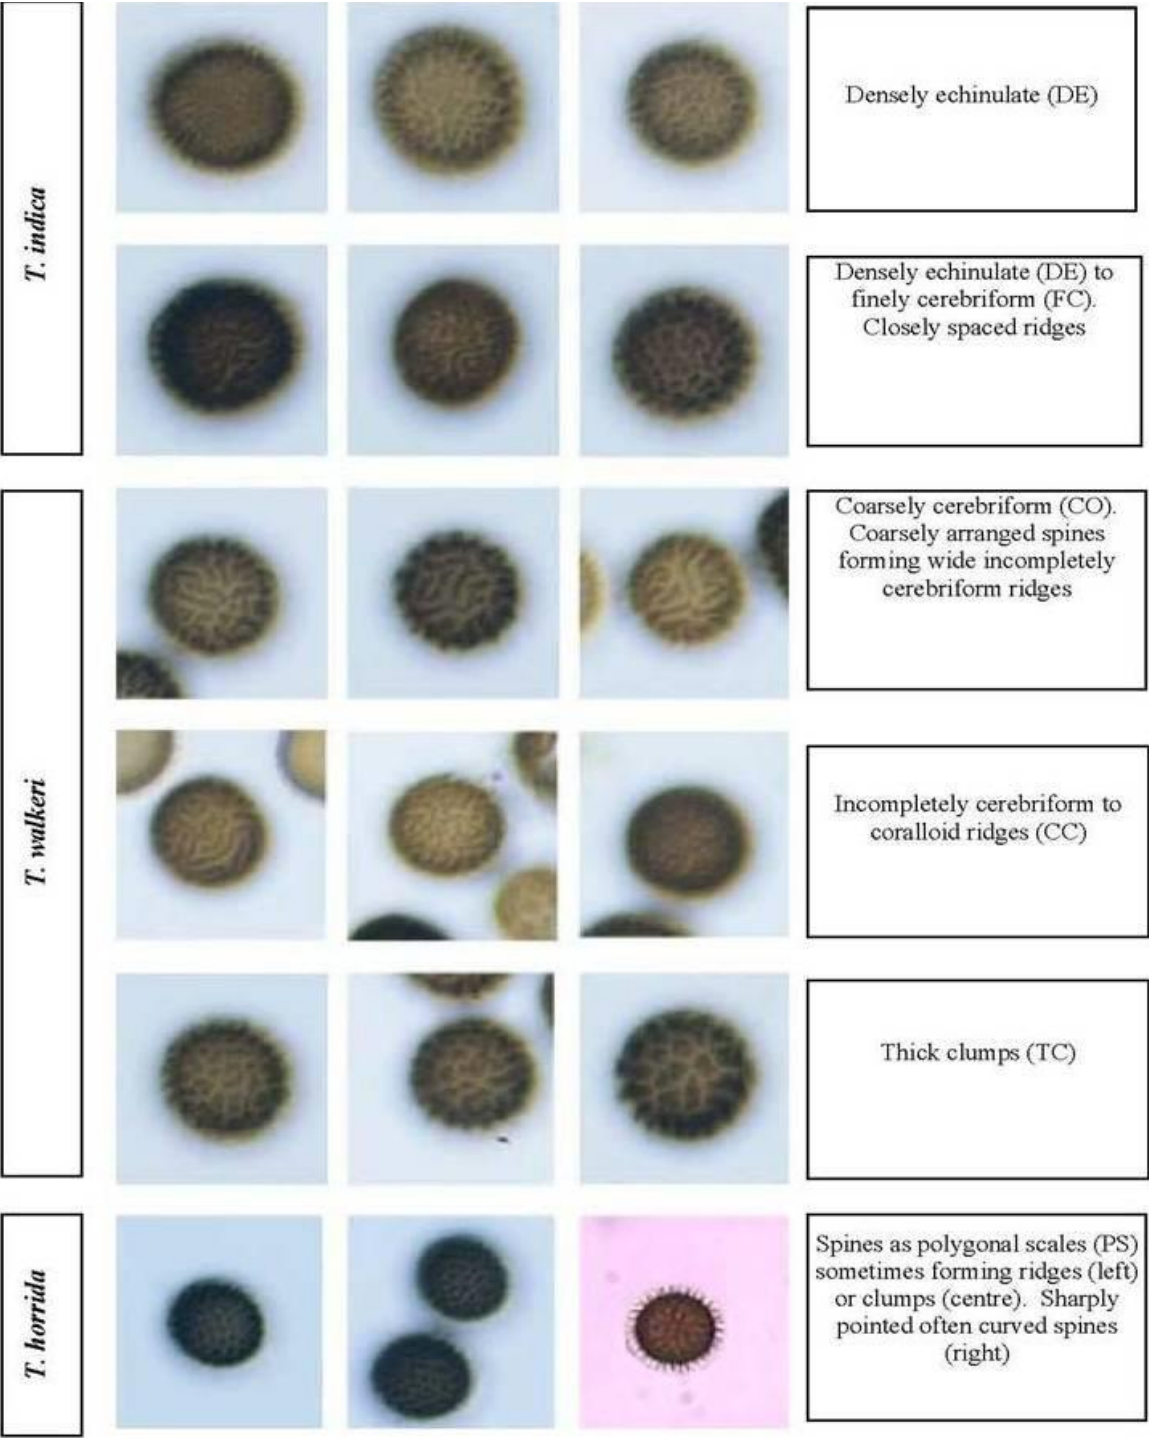 T. indica
Densely echinulate (DE)
Densely echinulate (DE) to
finely cerebriform (FC).
Closely spaced ridges
T. walkeri
Coarsely cerebriform (CO).
Coarsely arranged spines
forming wide incompletely
cerebriform ridges
Incompletely cerebriform to
coralloid ridges (CC)
Thick clumps (TC)
T. horrida
Spines as polygonal scales (PS)
sometimes forming ridges (left)
or clumps (centre). Sharply
pointed often curved spines
(right)